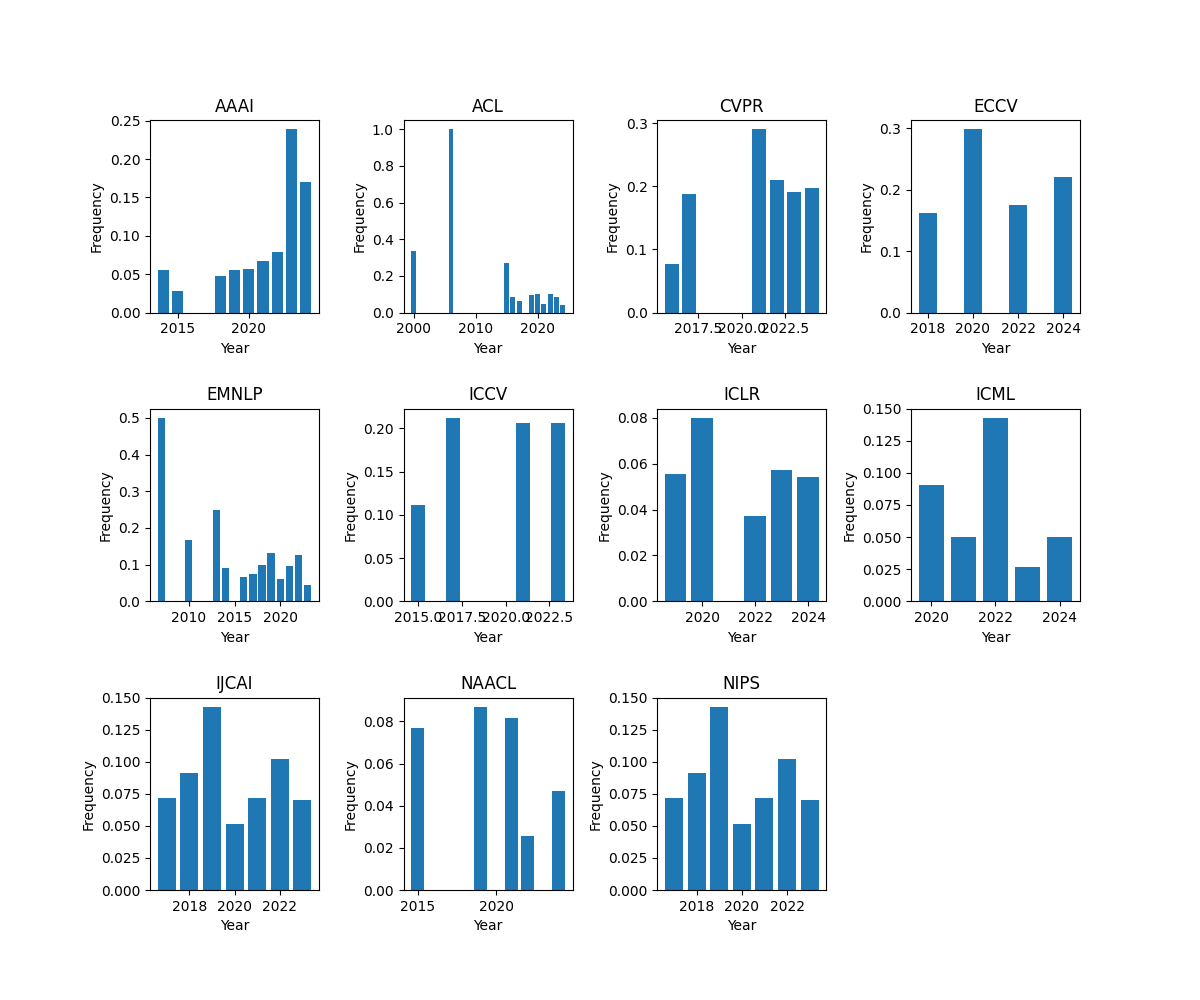 AAAI
0.25
0.20
0.15
0.10
0.05
0.00
Frequency
2015 2020
Year
ACL
1.0
0.8
0.6
0.4
0.2
0.0
Frequency
2000 2010 2020
Year
CVPR
0.3
0.2
0.1
0.0
Frequency
2017.5 2020.0 2022.5
Year
ECCV
0.3
0.2
0.1
0.0
Frequency
2018 2020 2022 2024
Year
EMNLP
0.5
0.4
0.3
0.2
0.1
0.0
Frequency
2010 2015 2020
Year
ICCV
0.20
0.15
0.10
0.05
0.00
Frequency
2015.0 2017.5 2020.0 2022.5
Year
ICLR
0.08
0.06
0.04
0.02
0.00
Frequency
2020 2022 2024
Year
ICML
0.150
0.125
0.100
0.075
0.050
0.025
0.000
Frequency
2020 2022 2024
Year
IJCAI
0.150
0.125
0.100
0.075
0.050
0.025
0.000
Frequency
2018 2020 2022
Year
NAACL
0.08
0.06
0.04
0.02
0.00
Frequency
2015 2020
Year
NIPS
0.150
0.125
0.100
0.075
0.050
0.025
0.000
Frequency
2018 2020 2022
Year